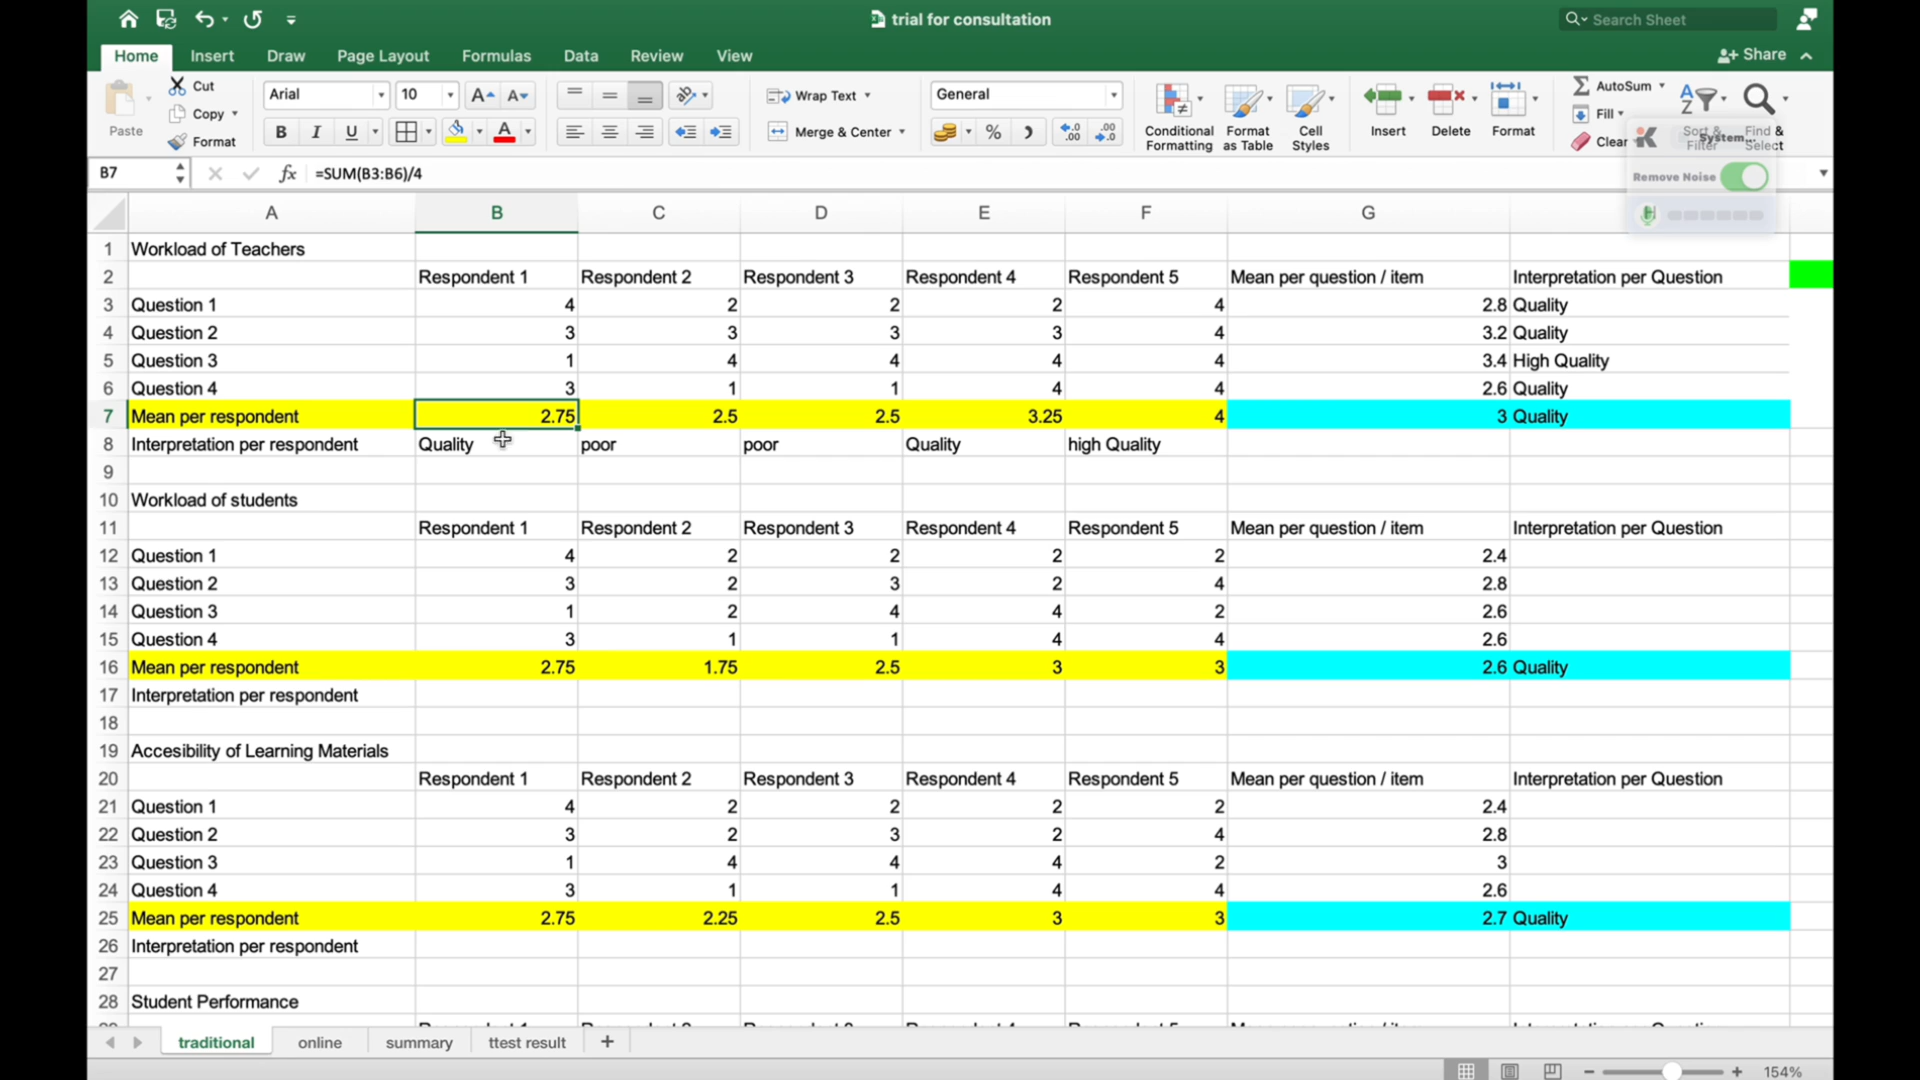 trial for consultation
Search Sheet
Home Insert Draw Page Layout Formulas Data Review View Share
Paste Cut Copy Format
Arial 10 A A
B I U A
Wrap Text
Merge & Center
General
% .0 .00 .00 .0
Conditional Formatting Format as Table Cell Styles Insert Delete Format
AutoSum Fill Clear Sort & Filter Find & Select
System...
Remove Noise
B7 fx =SUM(B3:B6)/4
A B C D E F G
1 Workload of Teachers
2 Respondent 1 Respondent 2 Respondent 3 Respondent 4 Respondent 5 Mean per question / item Interpretation per Question
3 Question 1 4 2 2 2 4 2.8 Quality
4 Question 2 3 3 3 3 4 3.2 Quality
5 Question 3 1 4 4 4 4 3.4 High Quality
6 Question 4 3 1 1 4 4 2.6 Quality
7 Mean per respondent 2.75 2.5 2.5 3.25 4 3 Quality
8 Interpretation per respondent Quality poor poor Quality high Quality
9
10 Workload of students
11 Respondent 1 Respondent 2 Respondent 3 Respondent 4 Respondent 5 Mean per question / item Interpretation per Question
12 Question 1 4 2 2 2 2 2.4
13 Question 2 3 2 3 2 4 2.8
14 Question 3 1 2 4 4 2 2.6
15 Question 4 3 1 1 4 4 2.6
16 Mean per respondent 2.75 1.75 2.5 3 3 2.6 Quality
17 Interpretation per respondent
18
19 Accesibility of Learning Materials
20 Respondent 1 Respondent 2 Respondent 3 Respondent 4 Respondent 5 Mean per question / item Interpretation per Question
21 Question 1 4 2 2 2 2 2.4
22 Question 2 3 2 3 2 4 2.8
23 Question 3 1 4 4 4 2 3
24 Question 4 3 1 1 4 4 2.6
25 Mean per respondent 2.75 2.25 2.5 3 3 2.7 Quality
26 Interpretation per respondent
27
28 Student Performance
traditional online summary ttest result +
154%